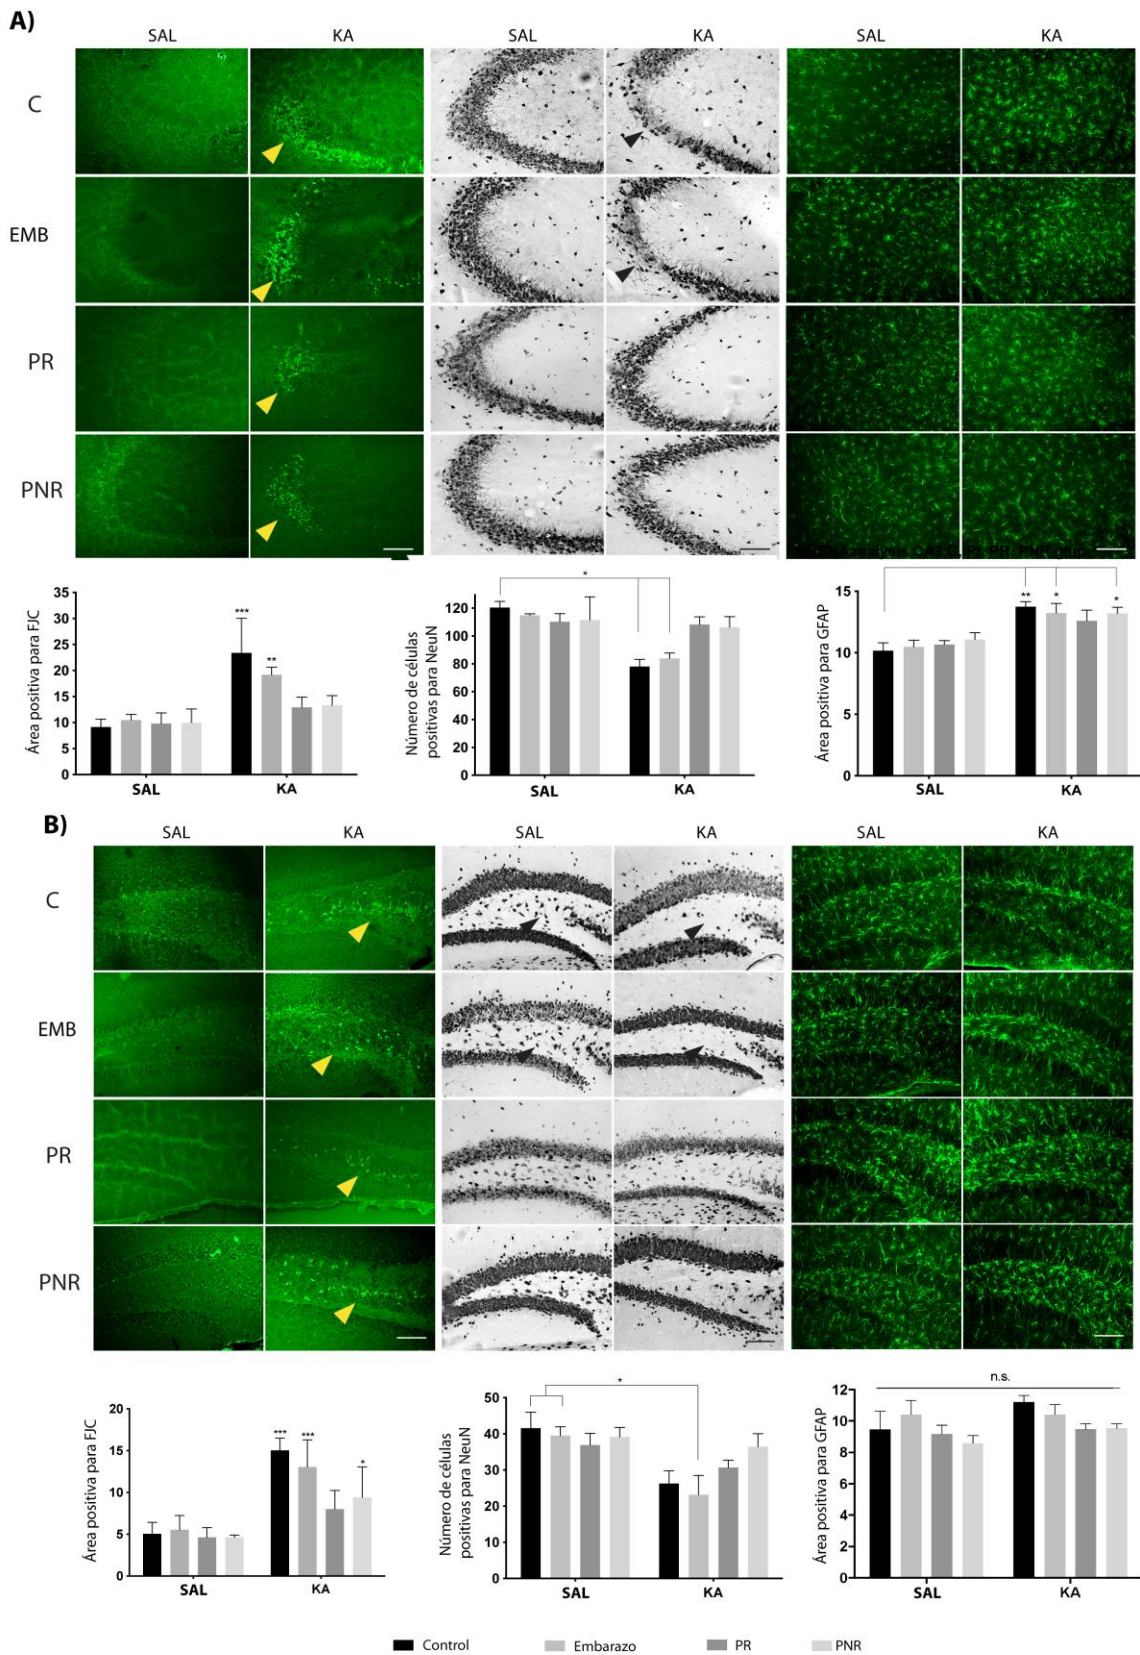 A)
SAL KA SAL KA SAL KA
C
EMB
PR
PNR
Área positiva para FJC
35
30
25
20
15
10
5
0
***
**
SAL KA
Número de células
positivas para NeuN
120
100
80
60
40
20
0
*
SAL KA
Área positiva para GFAP
15
10
5
0
** * *
SAL KA
B)
SAL KA SAL KA SAL KA
C
EMB
PR
PNR
Área positiva para FJC
20
15
10
5
0
*** *** *
SAL KA
Número de células
positivas para NeuN
50
40
30
20
10
0
*
SAL KA
Área positiva para GFAP
12
10
8
6
4
2
0
n.s.
SAL KA
Control Embarazo PR PNR